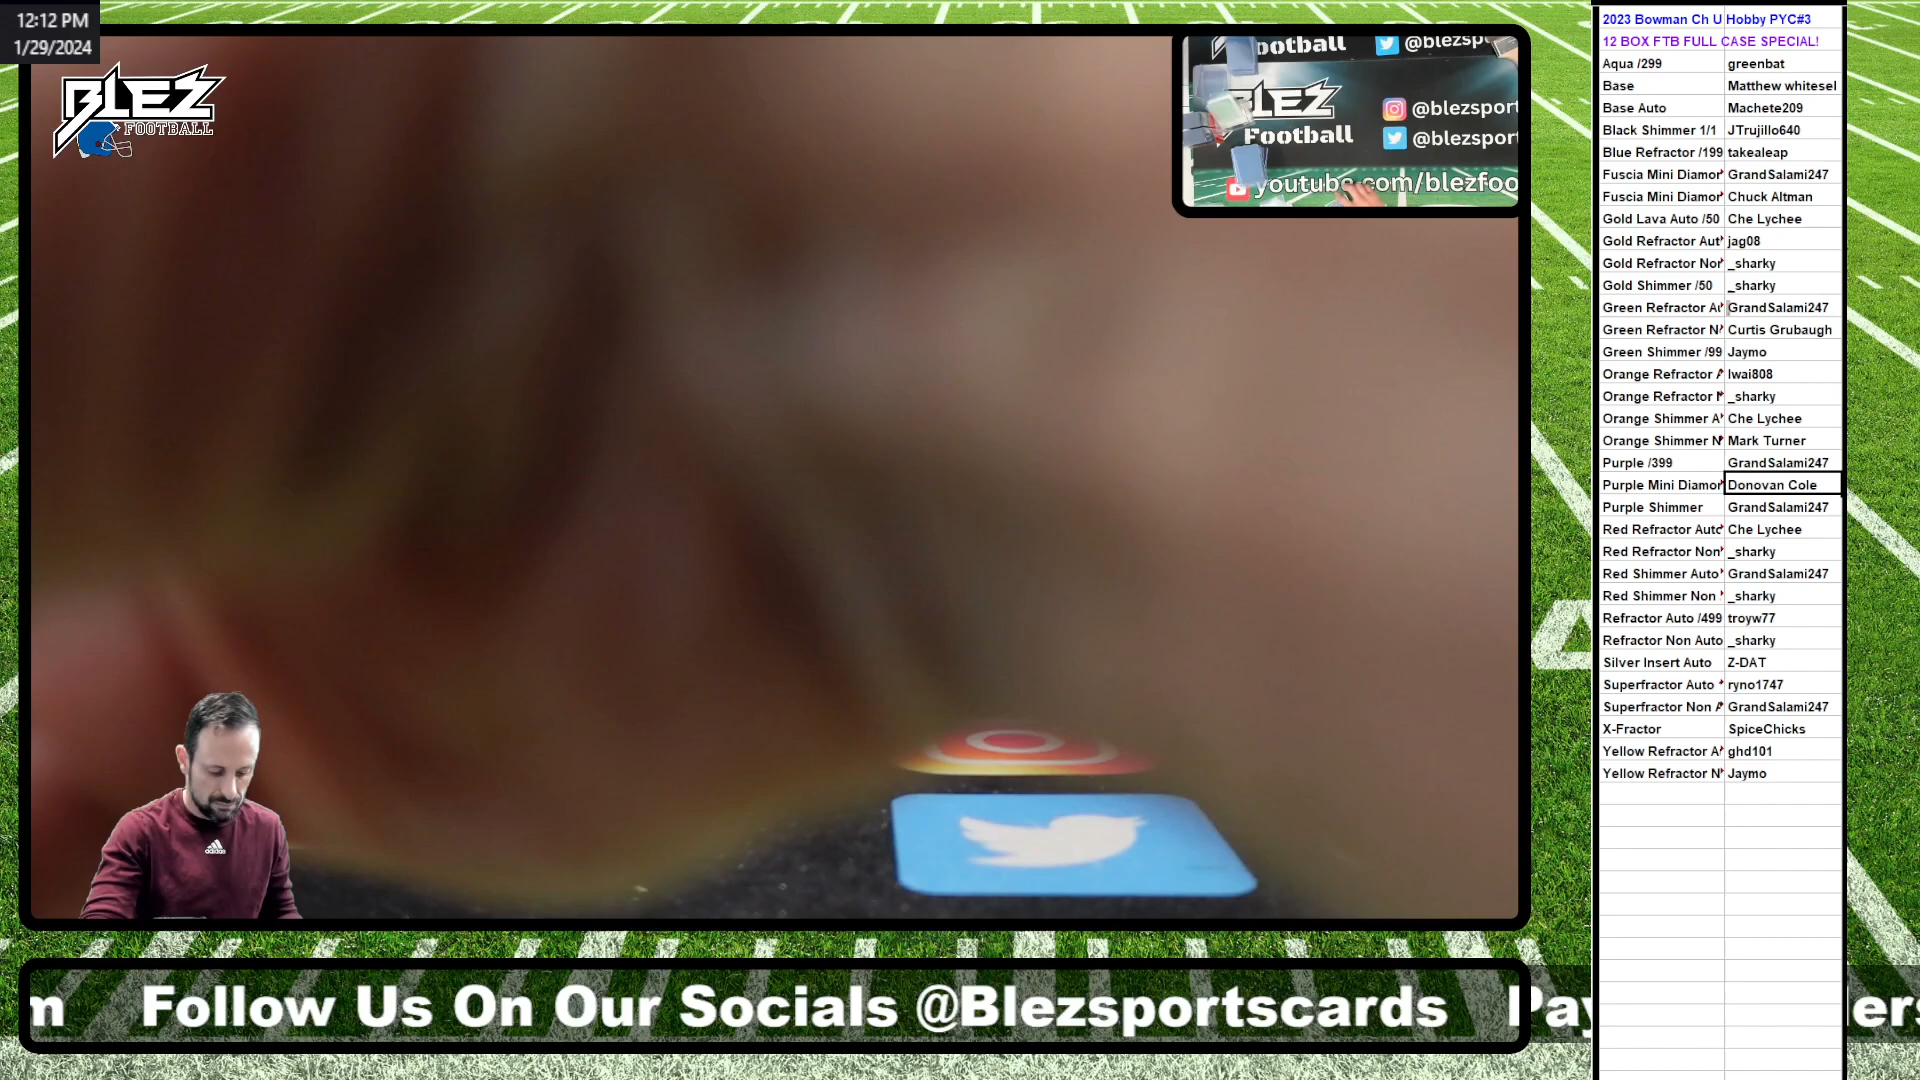 12:12 PM
1/29/2024
BLEZ
FOOTBALL
ootball @blezsp
BLEZ
Football
@blezsport
@blezsport
youtube.com/blezfoo
adidas
2023 Bowman Ch U Hobby PYC#3
12 BOX FTB FULL CASE SPECIAL!
Aqua /299 greenbat
Base Matthew whitesel
Base Auto Machete209
Black Shimmer 1/1 JTrujillo640
Blue Refractor /199 takealeap
Fuscia Mini Diamor GrandSalami247
Fuscia Mini Diamor Chuck Altman
Gold Lava Auto /50 Che Lychee
Gold Refractor Aut jag08
Gold Refractor Nor _sharky
Gold Shimmer /50 _sharky
Green Refractor Au GrandSalami247
Green Refractor N Curtis Grubaugh
Green Shimmer /99 Jaymo
Orange Refractor A lwai808
Orange Refractor _sharky
Orange Shimmer A Che Lychee
Orange Shimmer N Mark Turner
Purple /399 GrandSalami247
Purple Mini Diamor Donovan Cole
Purple Shimmer GrandSalami247
Red Refractor Auto Che Lychee
Red Refractor Non _sharky
Red Shimmer Auto GrandSalami247
Red Shimmer Non _sharky
Refractor Auto /499 troyw77
Refractor Non Auto _sharky
Silver Insert Auto Z-DAT
Superfractor Auto ryno1747
Superfractor Non A GrandSalami247
X-Fractor SpiceChicks
Yellow Refractor A ghd101
Yellow Refractor N Jaymo
m Follow Us On Our Socials @Blezsportscards Pay ers